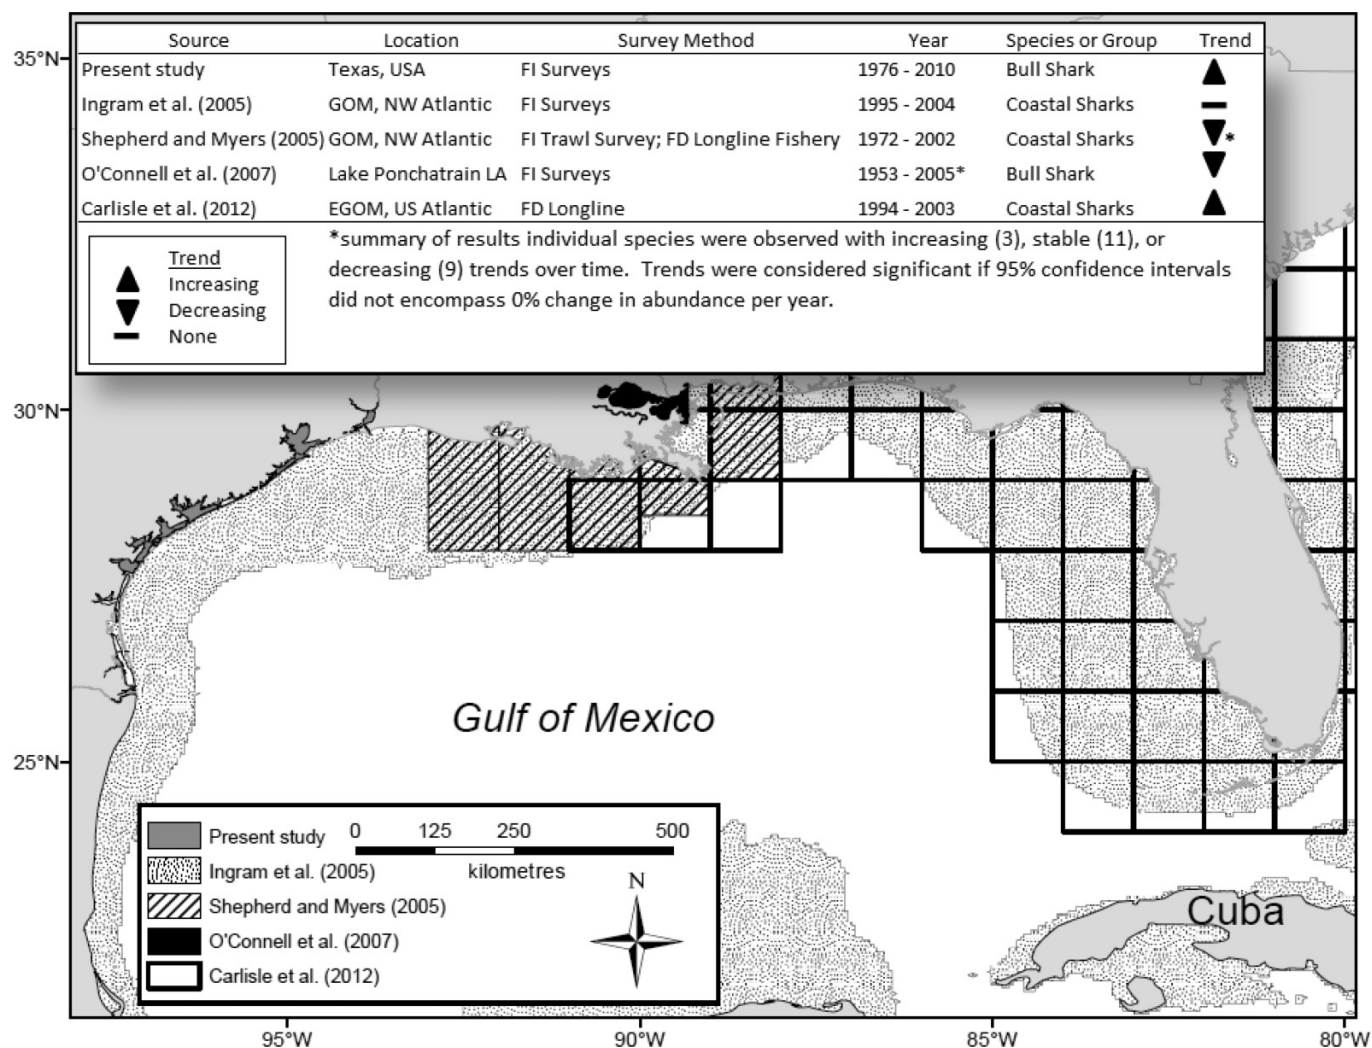 Source Location Survey Method Year Species or Group Trend
Present study Texas, USA FI Surveys 1976 - 2010 Bull Shark
Ingram et al. (2005) GOM, NW Atlantic FI Surveys 1995 - 2004 Coastal Sharks
Shepherd and Myers (2005) GOM, NW Atlantic FI Trawl Survey; FD Longline Fishery 1972 - 2002 Coastal Sharks *
O'Connell et al. (2007) Lake Ponchatrain LA FI Surveys 1953 - 2005* Bull Shark
Carlisle et al. (2012) EGOM, US Atlantic FD Longline 1994 - 2003 Coastal Sharks
*summary of results individual species were observed with increasing (3), stable (11), or
decreasing (9) trends over time. Trends were considered significant if 95% confidence intervals
did not encompass 0% change in abundance per year.
Trend
Increasing
Decreasing
None
35°N
30°N
25°N
Gulf of Mexico
Cuba
Present study
Ingram et al. (2005)
Shepherd and Myers (2005)
O'Connell et al. (2007)
Carlisle et al. (2012)
0 125 250 500
kilometres
N
95°W 90°W 85°W 80°W